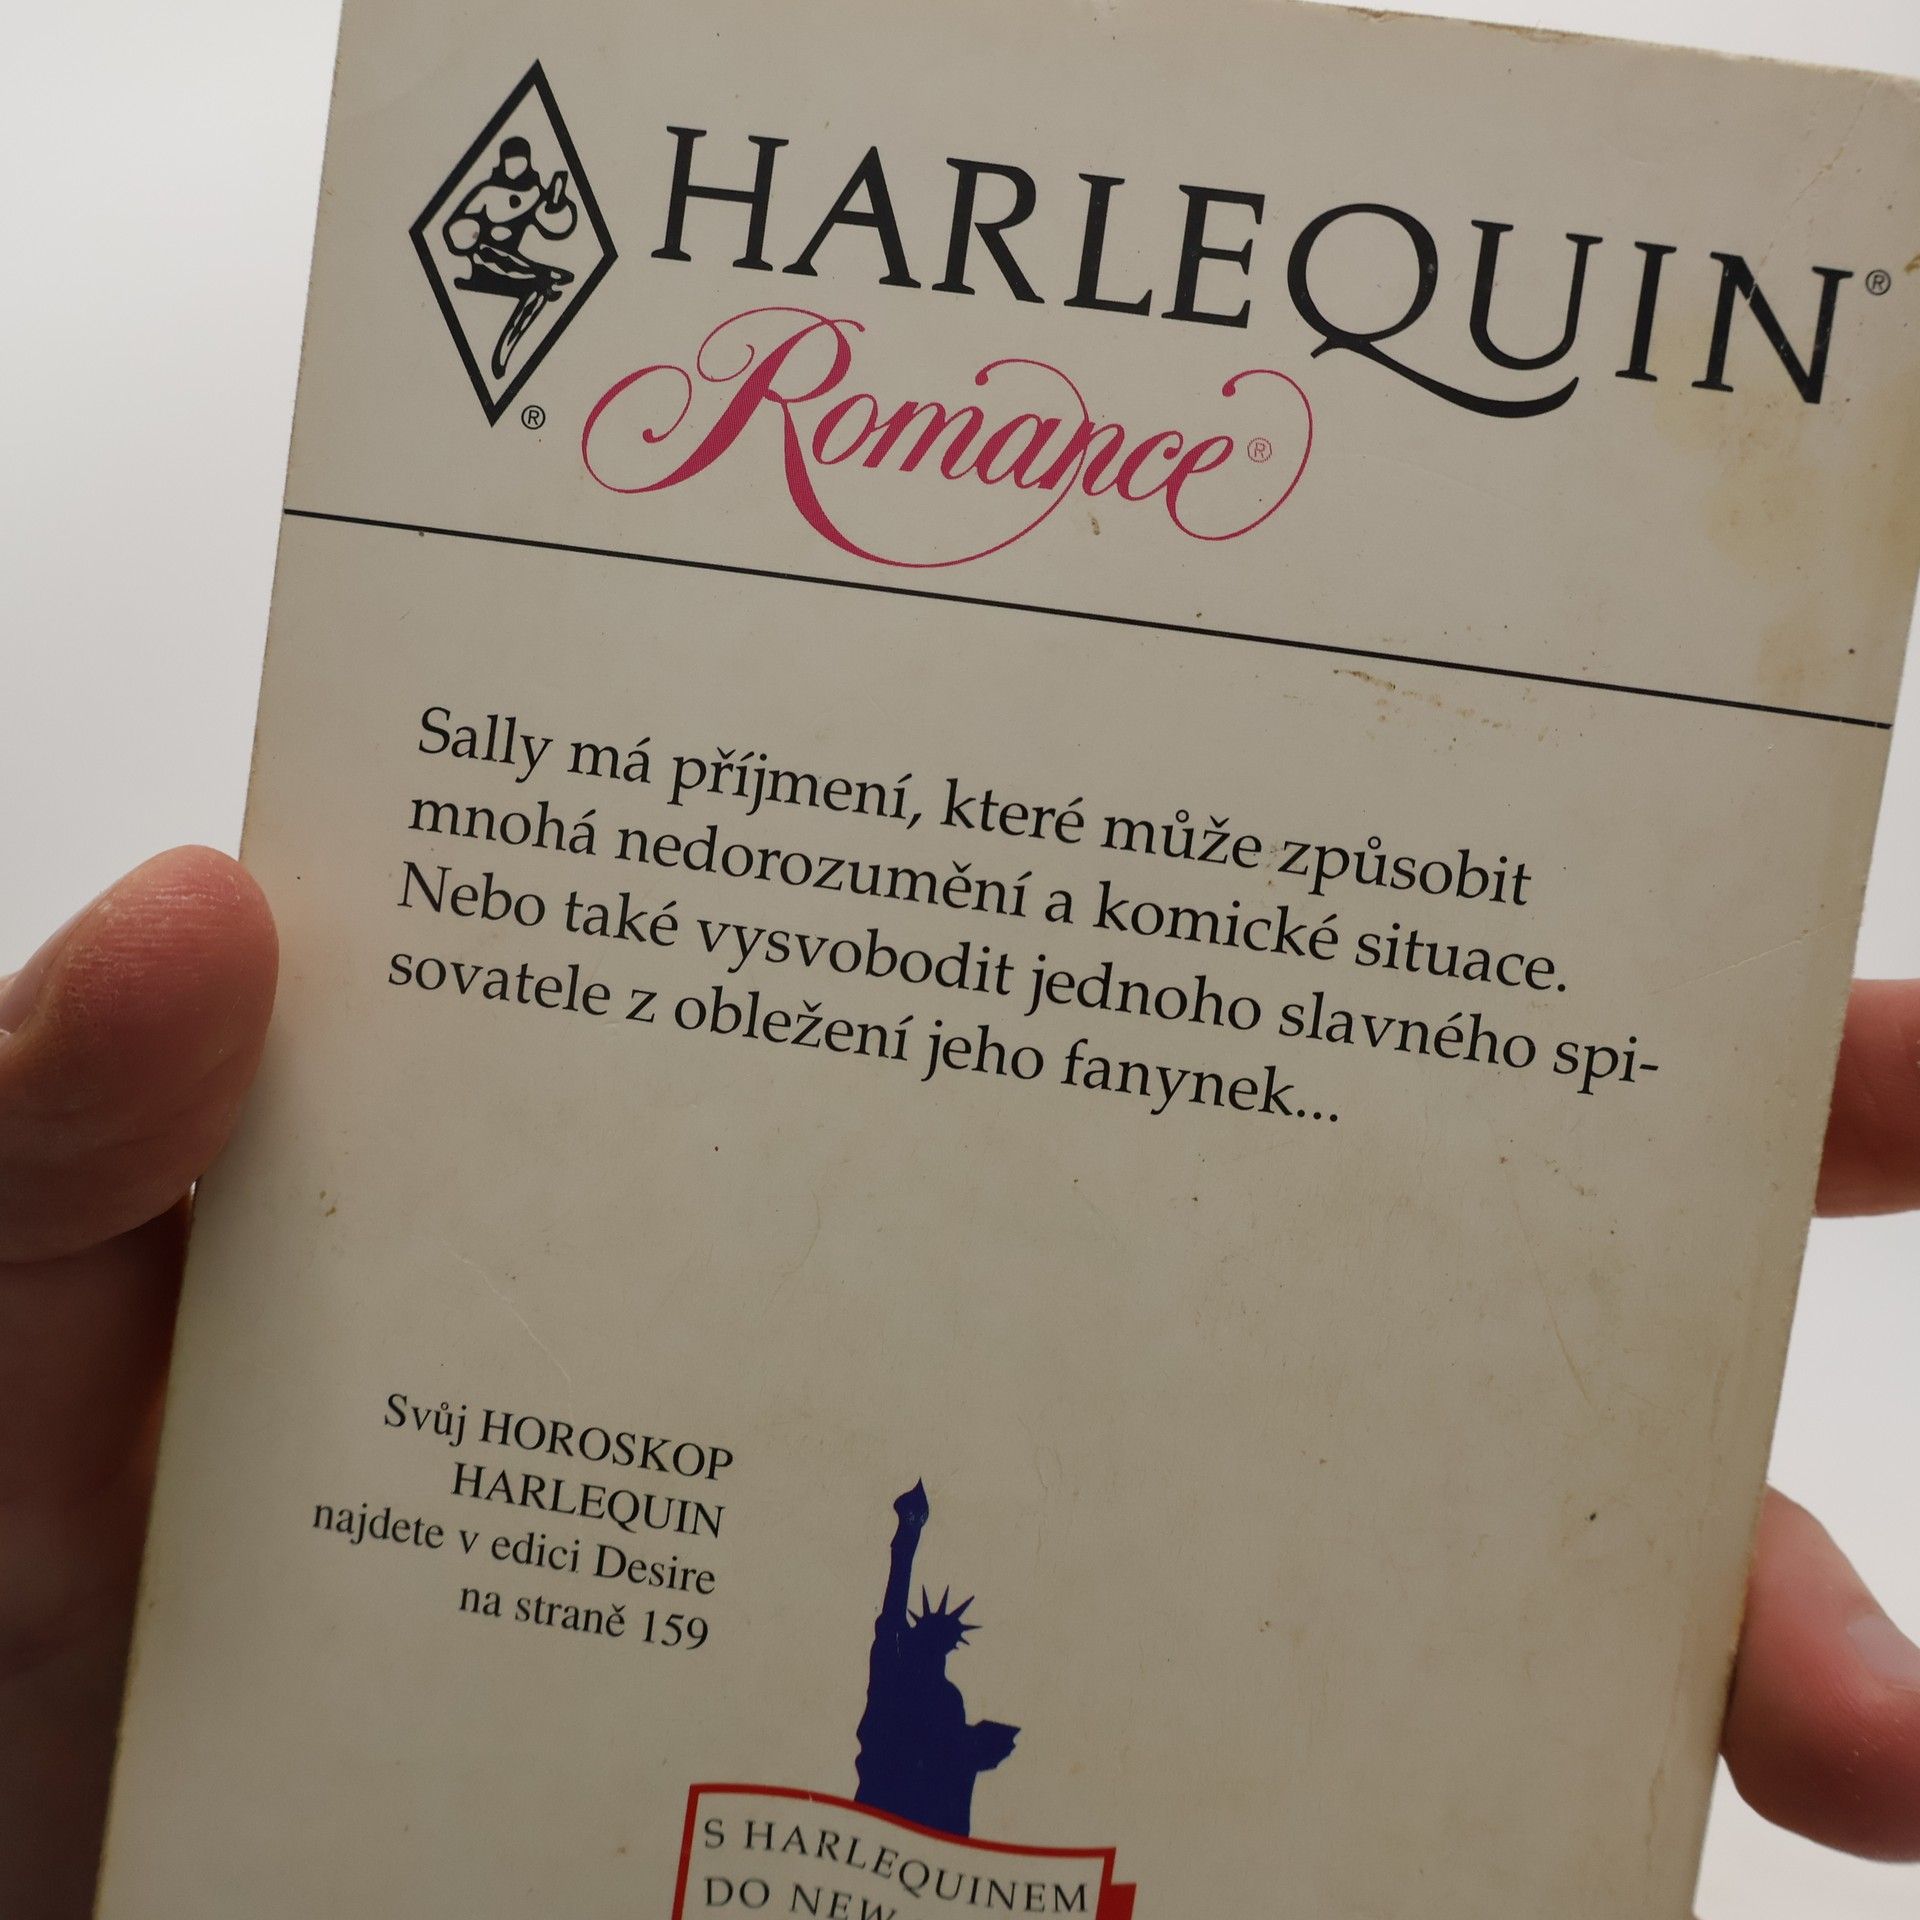 HARLEQUIN®
®
Romance®
Sally má příjmení, které může způsobit
mnohá nedorozumění a komické situace.
Nebo také vysvobodit jednoho slavného spi-
sovatele z obležení jeho fanynek...
Svůj HOROSKOP
HARLEQUIN
najdete v edici Desire
na straně 159
S HARLEQUINEM
DO NEW